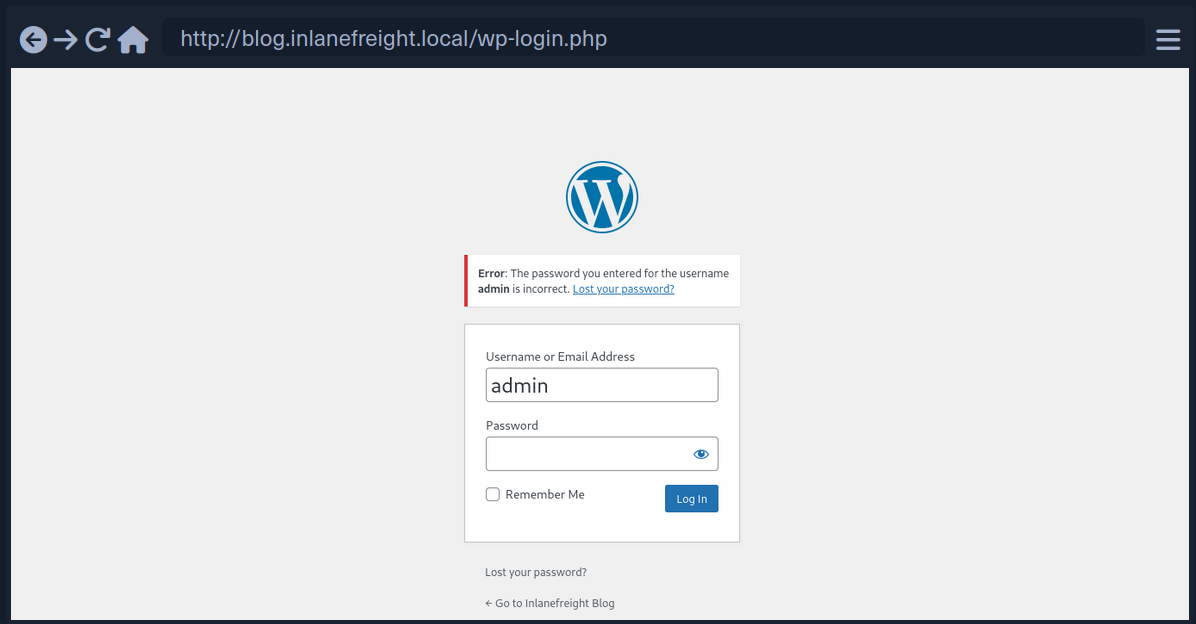 http://blog.inlanefreight.local/wp-login.php
Error: The password you entered for the username
admin is incorrect. Lost your password?
Username or Email Address
admin
Password
Remember Me
Log In
Lost your password?
← Go to Inlanefreight Blog